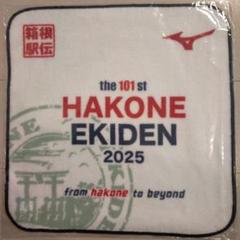 箱根
駅伝
the 101 st
HAKONE
EKIDEN
2025
from hakone to beyond